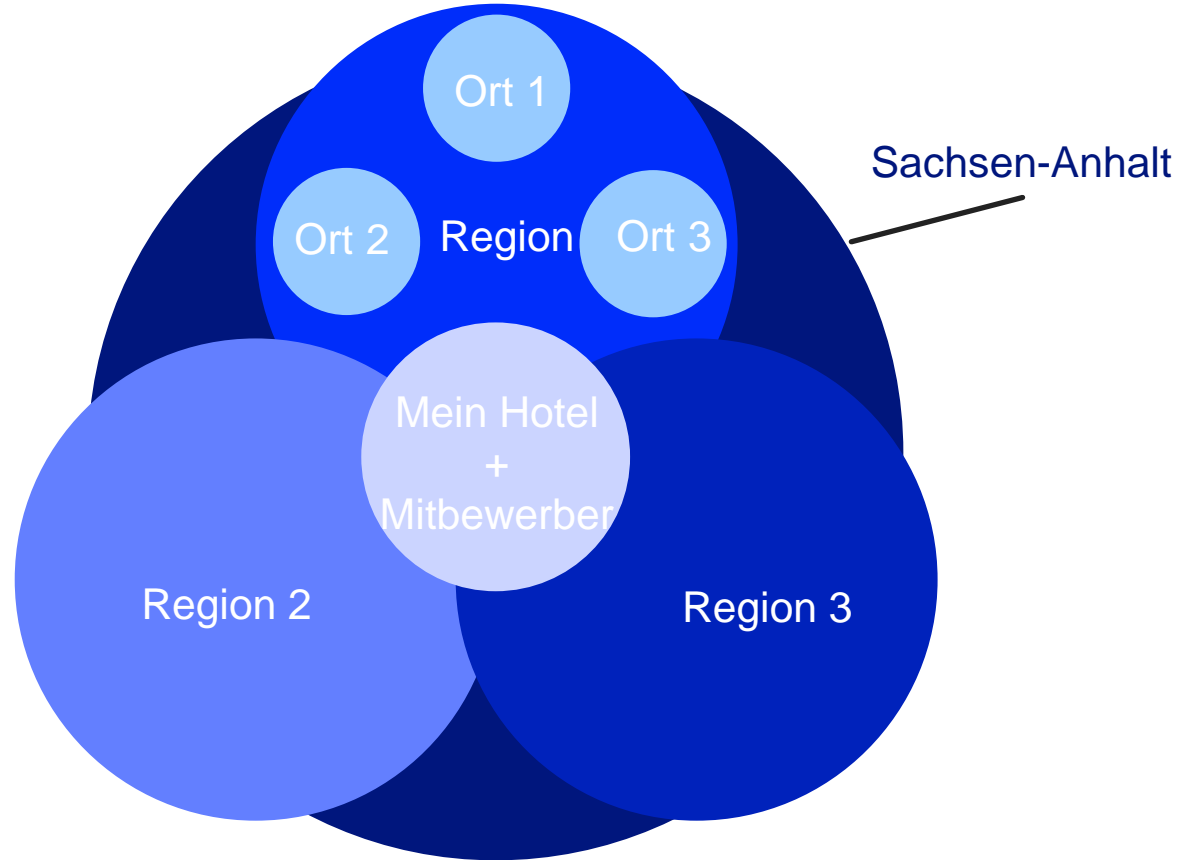 Ort 1
Sachsen-Anhalt
Ort 2
Region
Ort 3
Mein Hotel
+
Mitbewerber
Region 2
Region 3